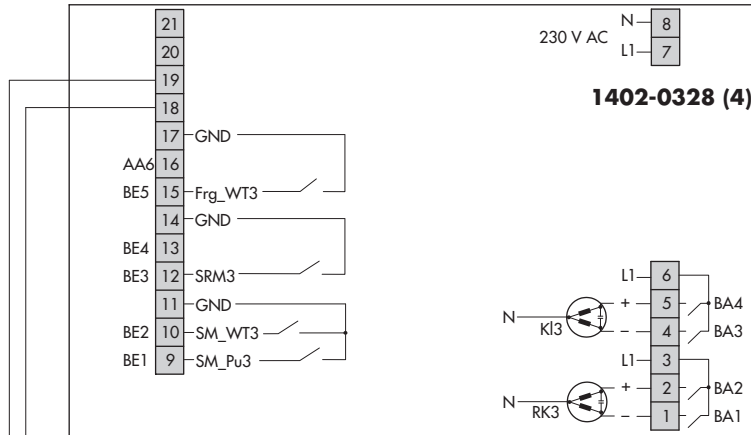 21
20
19
18
17 GND
AA6 16
BE5 15 Frg_WT3
14 GND
BE4 13
BE3 12 SRM3
11 GND
BE2 10 SM_WT3
BE1 9 SM_Pu3
230 V AC
N 8
L1 7
1402-0328 (4)
L1 6
+ 5 BA4
N Kl3
– 4 BA3
L1 3
+ 2 BA2
N RK3
– 1 BA1